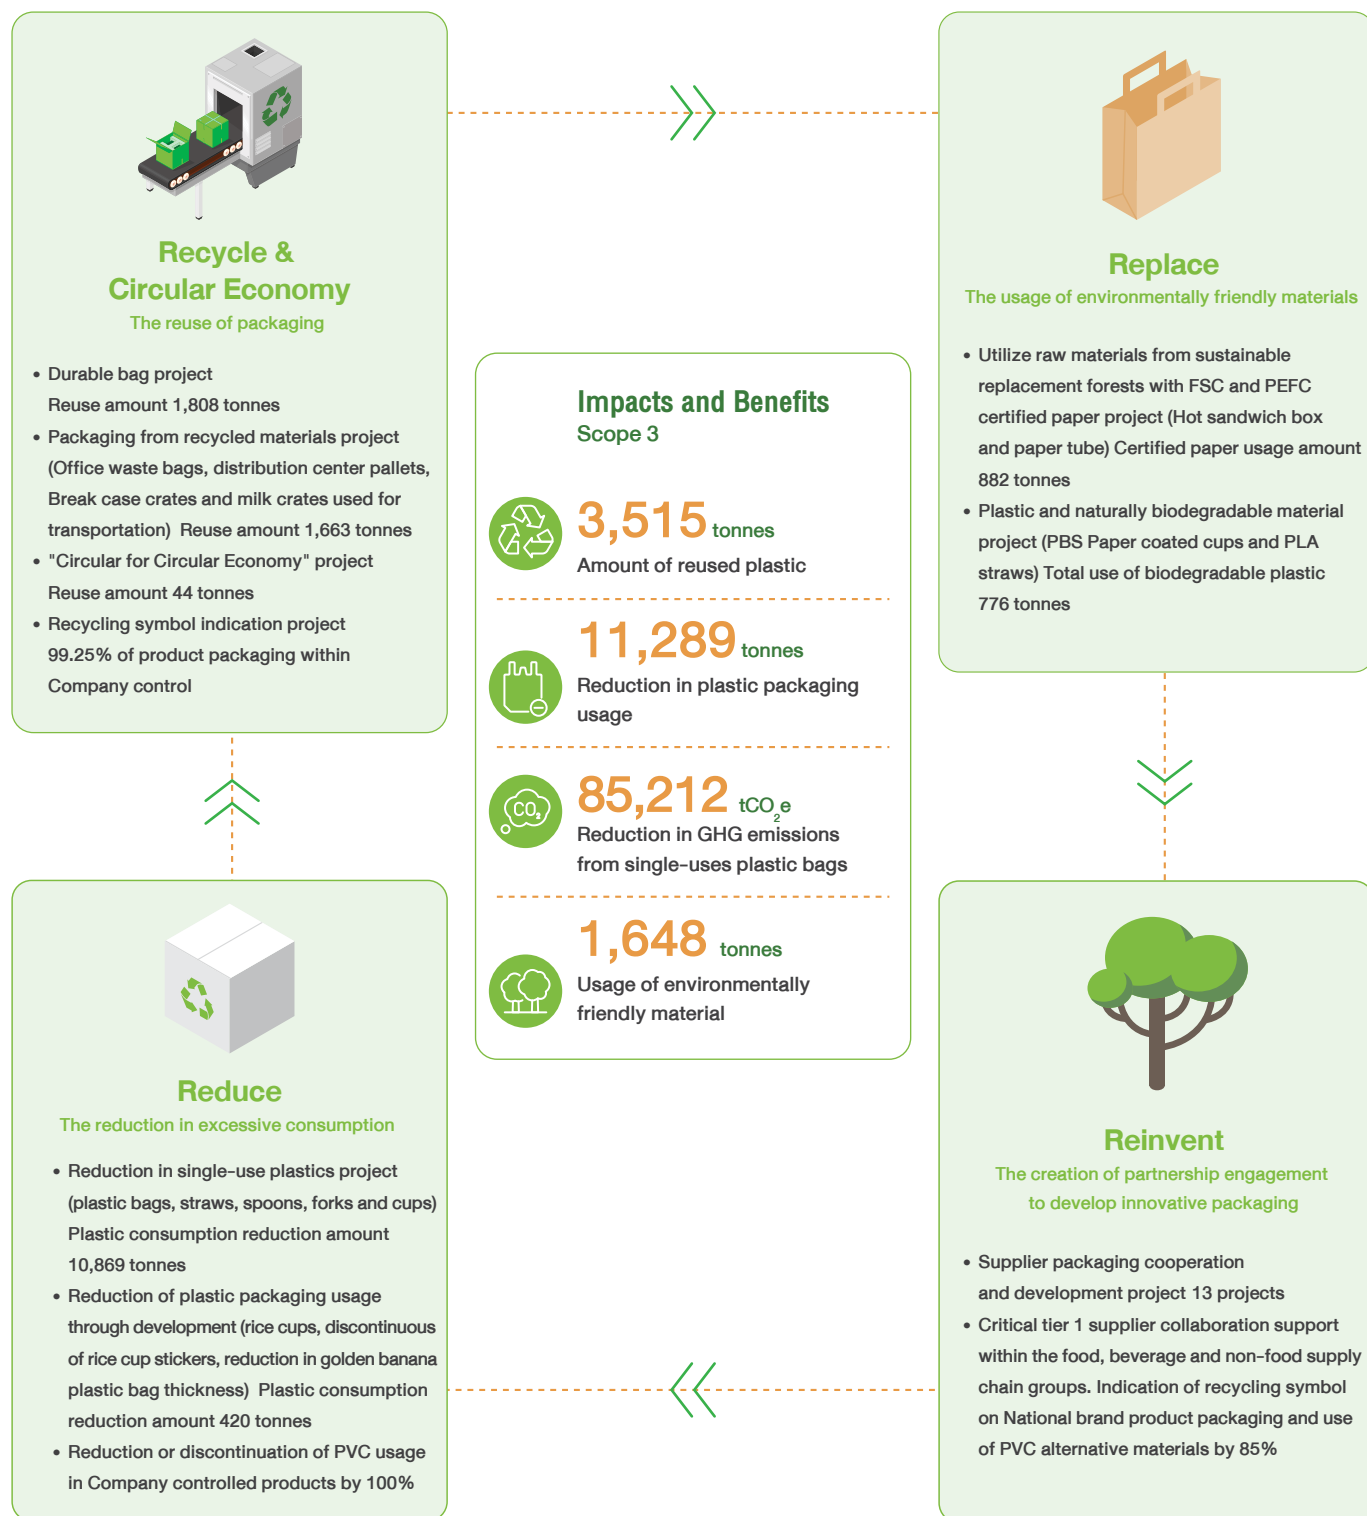 Recycle &
Circular Economy
The reuse of packaging
• Durable bag project
Reuse amount 1,808 tonnes
• Packaging from recycled materials project
(Office waste bags, distribution center pallets,
Break case crates and milk crates used for
transportation) Reuse amount 1,663 tonnes
• "Circular for Circular Economy" project
Reuse amount 44 tonnes
• Recycling symbol indication project
99.25% of product packaging within
Company control
Replace
The usage of environmentally friendly materials
• Utilize raw materials from sustainable
replacement forests with FSC and PEFC
certified paper project (Hot sandwich box
and paper tube) Certified paper usage amount
882 tonnes
• Plastic and naturally biodegradable material
project (PBS Paper coated cups and PLA
straws) Total use of biodegradable plastic
776 tonnes
Impacts and Benefits
Scope 3
3,515 tonnes
Amount of reused plastic
11,289 tonnes
Reduction in plastic packaging
usage
CO₂
85,212 tCO₂e
Reduction in GHG emissions
from single-uses plastic bags
1,648 tonnes
Usage of environmentally
friendly material
Reduce
The reduction in excessive consumption
• Reduction in single-use plastics project
(plastic bags, straws, spoons, forks and cups)
Plastic consumption reduction amount
10,869 tonnes
• Reduction of plastic packaging usage
through development (rice cups, discontinuous
of rice cup stickers, reduction in golden banana
plastic bag thickness) Plastic consumption
reduction amount 420 tonnes
• Reduction or discontinuation of PVC usage
in Company controlled products by 100%
Reinvent
The creation of partnership engagement
to develop innovative packaging
• Supplier packaging cooperation
and development project 13 projects
• Critical tier 1 supplier collaboration support
within the food, beverage and non-food supply
chain groups. Indication of recycling symbol
on National brand product packaging and use
of PVC alternative materials by 85%